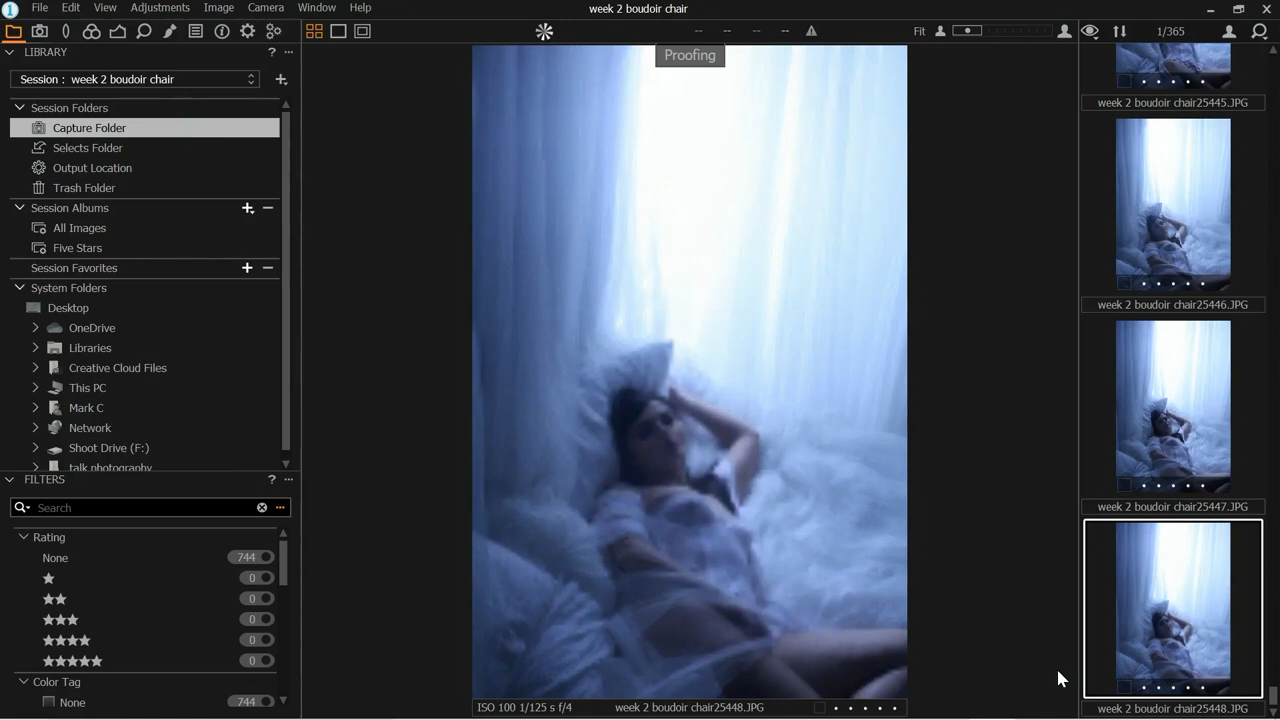 File Edit View Adjustments Image Camera Window Help
week 2 boudoir chair
Fit
1/365
LIBRARY
?
Session : week 2 boudoir chair
Session Folders
Capture Folder
Selects Folder
Output Location
Trash Folder
Session Albums
All Images
Five Stars
Session Favorites
System Folders
Desktop
OneDrive
Libraries
Creative Cloud Files
This PC
Mark C
Network
Shoot Drive (F:)
talk photography
FILTERS
?
Search
Rating
None 744
0
0
0
0
0
Color Tag
None 744
Proofing
ISO 100 1/125 s f/4 week 2 boudoir chair25448.JPG
week 2 boudoir chair25445.JPG
week 2 boudoir chair25446.JPG
week 2 boudoir chair25447.JPG
week 2 boudoir chair25448.JPG